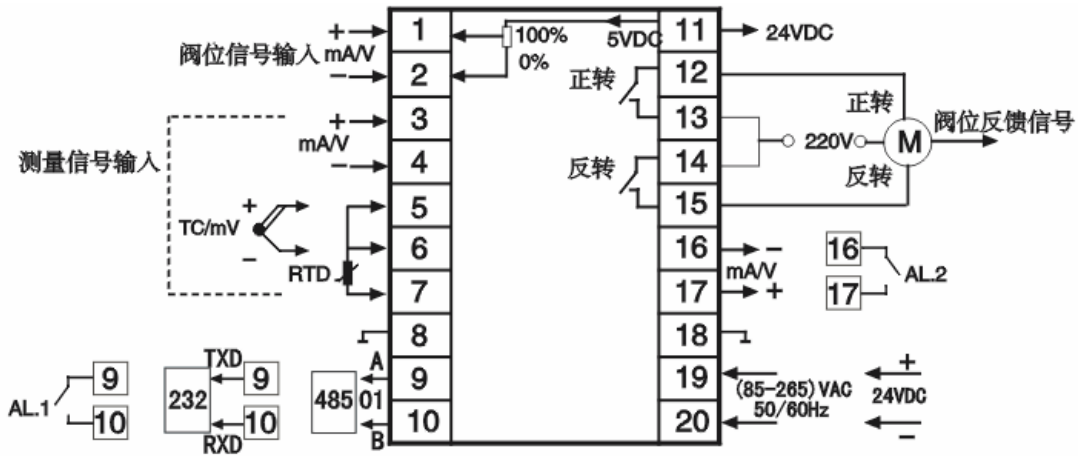 阀位信号输入
+
mA/V
−
测量信号输入
+
mA/V
−
+
TC/mV
−
RTD
1
2
3
4
5
6
7
8
9
10
100%
0%
5VDC
正转
反转
11
12
13
14
15
16
17
18
19
20
24VDC
220V
正转
M
反转
阀位反馈信号
−
mA/V
+
16
17
AL.2
(85-265)VAC
50/60Hz
+
24VDC
−
AL.1
9
10
232
TXD
9
10
RXD
485
A
01
B